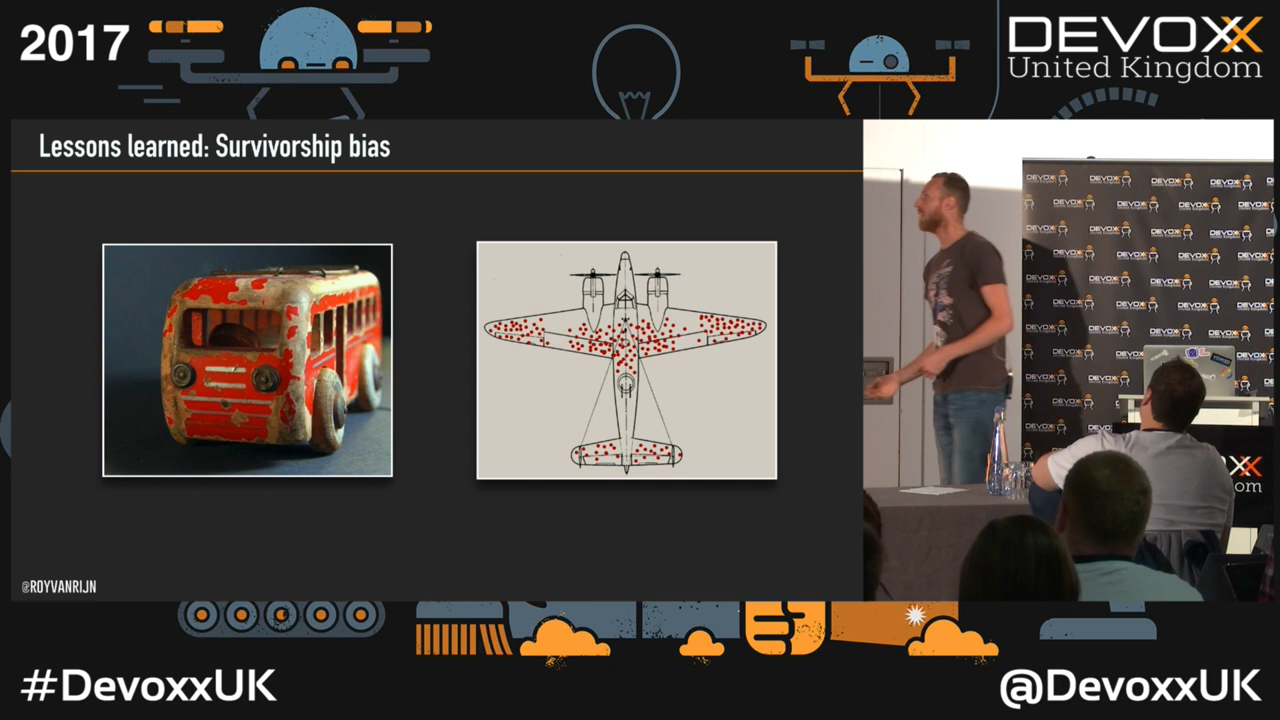 2017
DEVOXX
United Kingdom
Lessons learned: Survivorship bias
@ROYVANRIJN
#DevoxxUK
@DevoxxUK